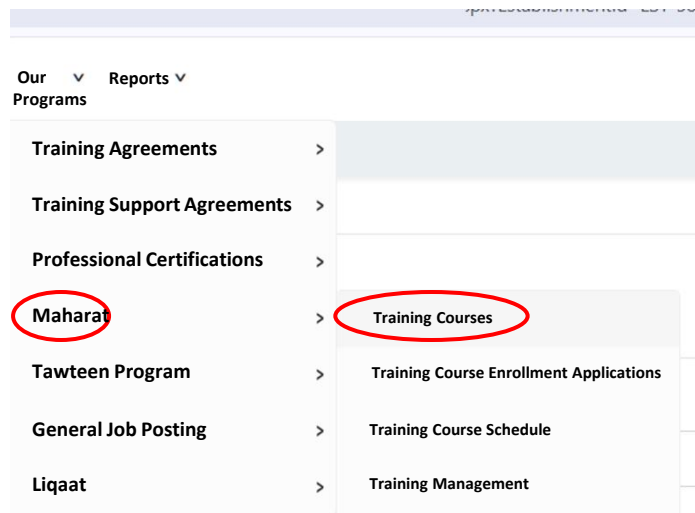 Our Programs
Reports
Training Agreements
Training Support Agreements
Professional Certifications
Maharat
Training Courses
Tawteen Program
Training Course Enrollment Applications
General Job Posting
Training Course Schedule
Liqaat
Training Management